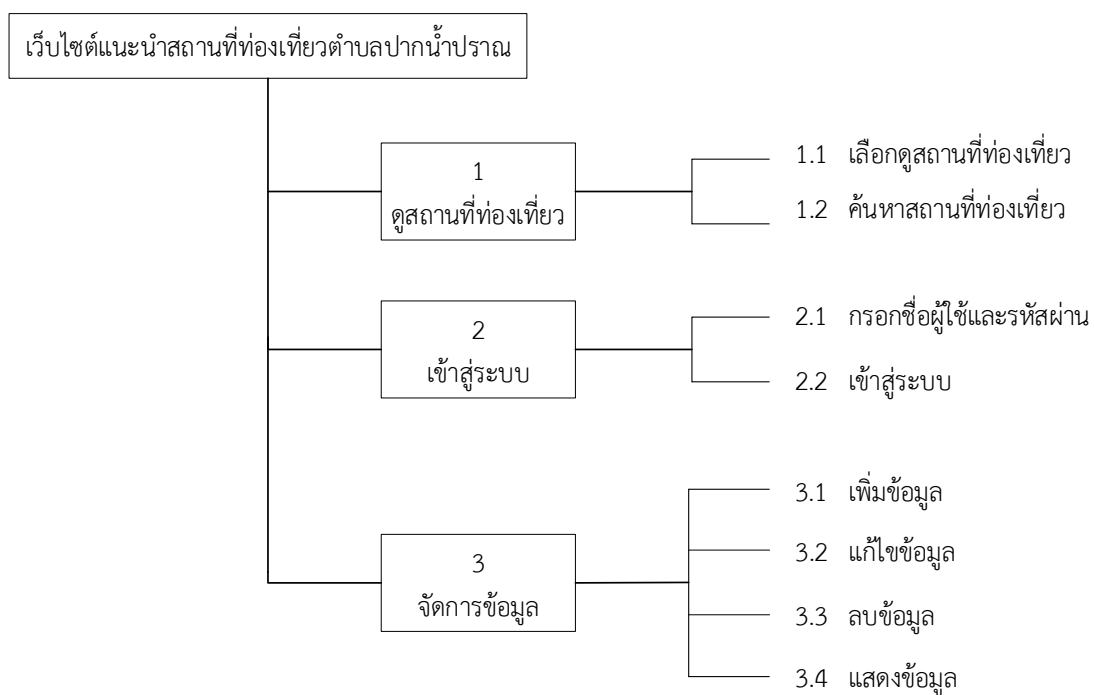 เว็บไซต์แนะนำสถานที่ท่องเที่ยวตำบลปากน้ำปราณ
1
ดูสถานที่ท่องเที่ยว
1.1 เลือกดูสถานที่ท่องเที่ยว
1.2 ค้นหาสถานที่ท่องเที่ยว
2
เข้าสู่ระบบ
2.1 กรอกชื่อผู้ใช้และรหัสผ่าน
2.2 เข้าสู่ระบบ
3
จัดการข้อมูล
3.1 เพิ่มข้อมูล
3.2 แก้ไขข้อมูล
3.3 ลบข้อมูล
3.4 แสดงข้อมูล